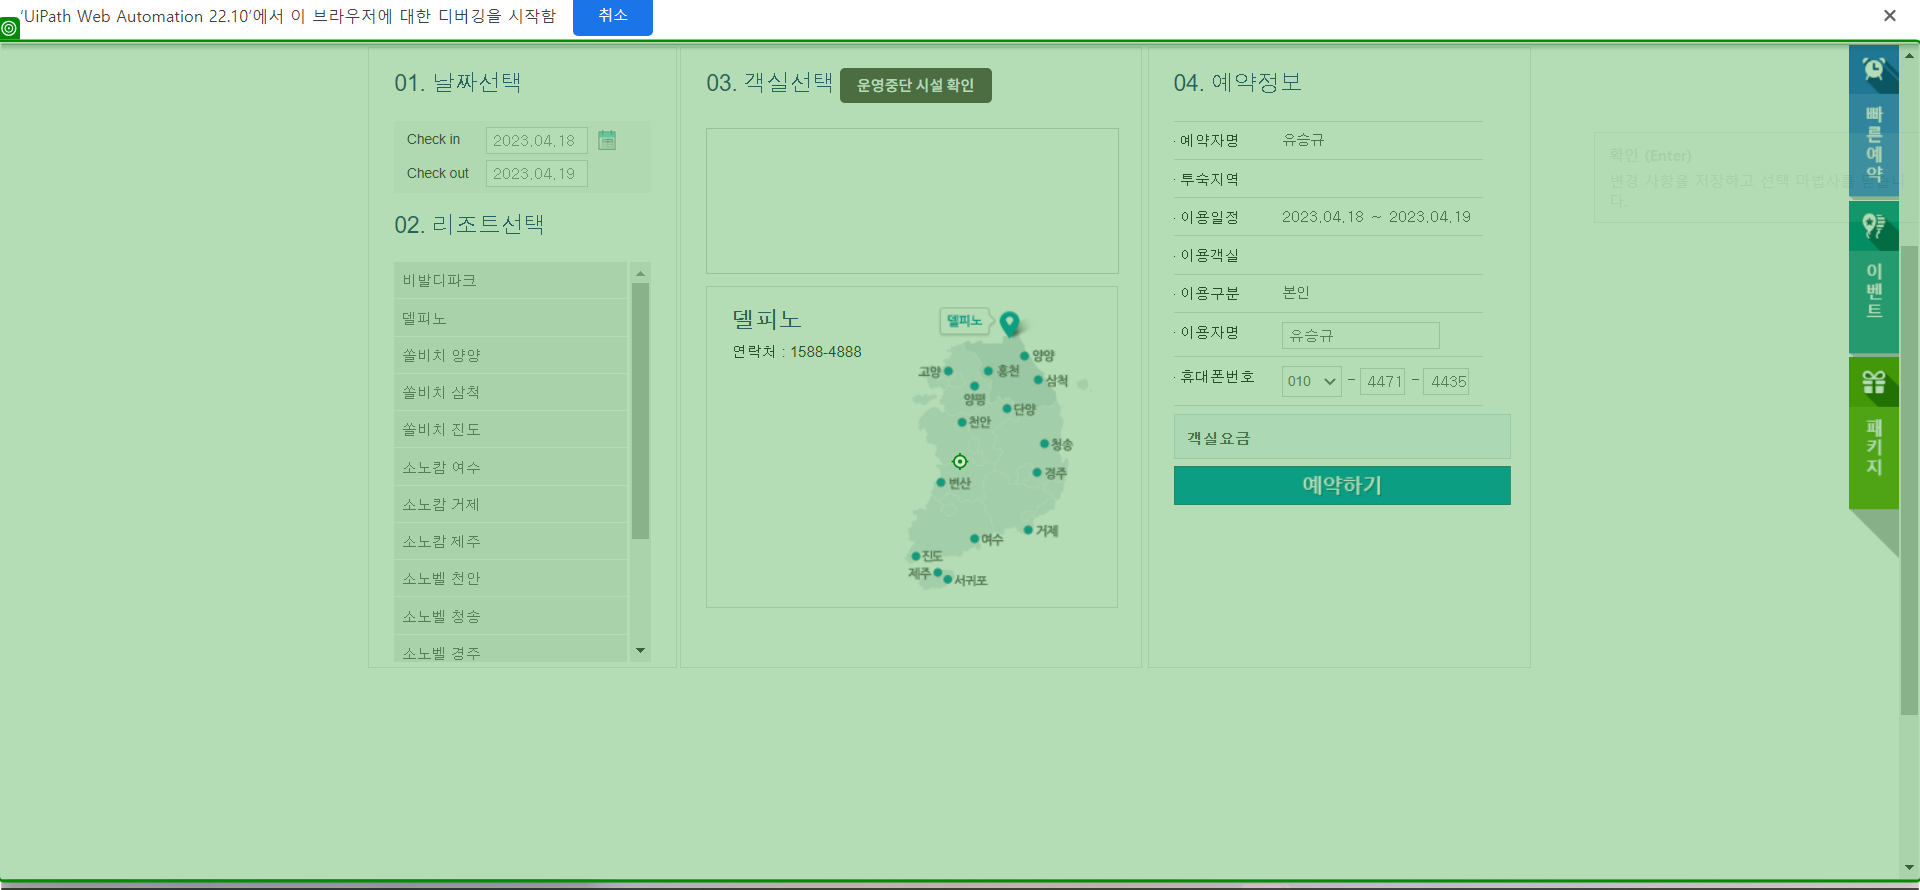 'UiPath Web Automation 22.10'에서 이 브라우저에 대한 디버깅을 시작함
취소
01. 날짜선택
Check in 2023.04.18
Check out 2023.04.19
02. 리조트선택
비발디파크
델피노
쏠비치 양양
쏠비치 삼척
쏠비치 진도
소노캄 여수
소노캄 거제
소노캄 제주
소노벨 천안
소노벨 청송
소노벨 경주
03. 객실선택 운영중단 시설 확인
델피노
연락처 : 1588-4888
델피노
양양
고양
홍천
삼척
양평
단양
천안
청송
경주
변산
거제
여수
진도
제주
서귀포
04. 예약정보
· 예약자명 유승규
· 투숙지역
· 이용일정 2023.04.18 ~ 2023.04.19
· 이용객실
· 이용구분 본인
· 이용자명 유승규
· 휴대폰번호 010 - 4471 - 4435
객실요금
예약하기
확인 (Enter)
변경 사항을 저장하고 선택 마법사를
다.
빠른예약
이벤트
패키지